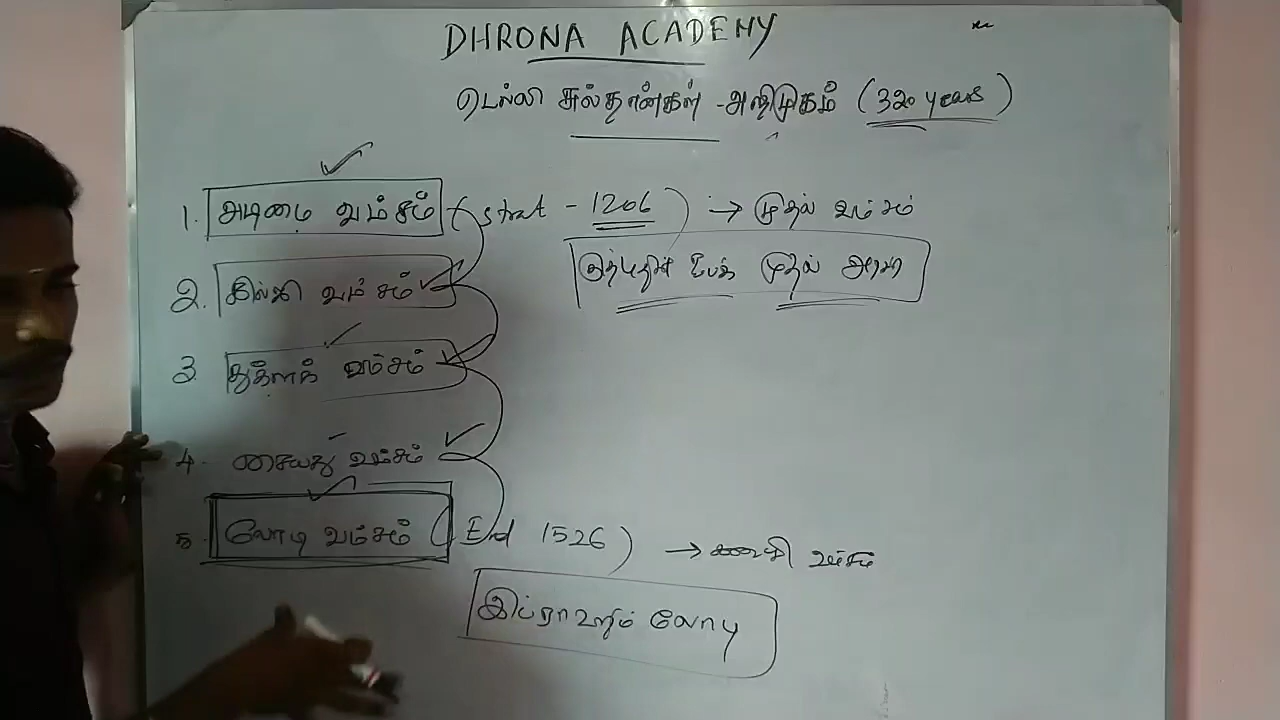 DHRONA ACADEMY
டெல்லி சுல்தான்கள் - அறிமுகம் (320 years)
1. அடிமை வம்சம் (strat - 1206) → முதல் வம்சம்
குத்புதீன் ஐபக் முதல் அரசர்
2. கில்ஜி வம்சம்
3. துக்ளக் வம்சம்
4. சையது வம்சம்
5. லோடி வம்சம் (End 1526) → கடைசி வம்சம்
இப்ராஹிம் லோடி